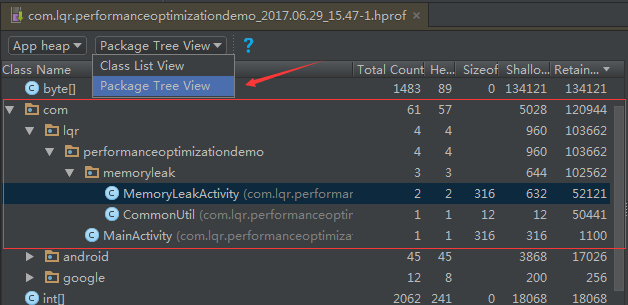 com.lqr.performanceoptimizationdemo_2017.06.29_15.47-1.hprof ×
App heap Package Tree View ?
Class List View
Package Tree View
Class Name Total Count He... Sizeof Shallo... Retain...
byte[] 1483 89 0 134121 134121
com 61 57 5028 120944
lqr 4 4 960 103662
performanceoptimizationdemo 4 4 960 103662
memoryleak 3 3 644 102562
MemoryLeakActivity (com.lqr.performar 2 2 316 632 52121
CommonUtil (com.lqr.performanceoptin 1 1 12 12 50441
MainActivity (com.lqr.performanceoptimiza 1 1 316 316 1100
android 45 45 3868 17026
google 12 8 200 256
int[] 2062 241 0 18068 18068